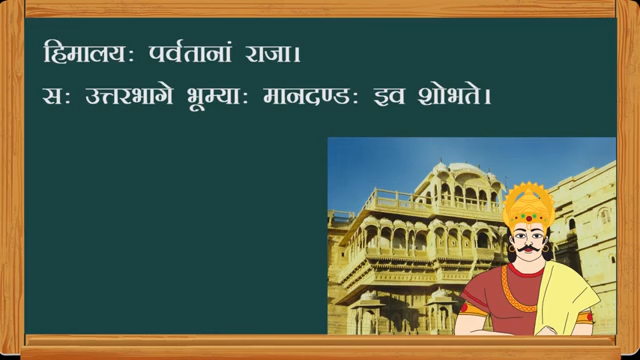 हिमालयः पर्वतानां राजा।
सः उत्तरभागे भूम्याः मानदण्डः इव शोभते।